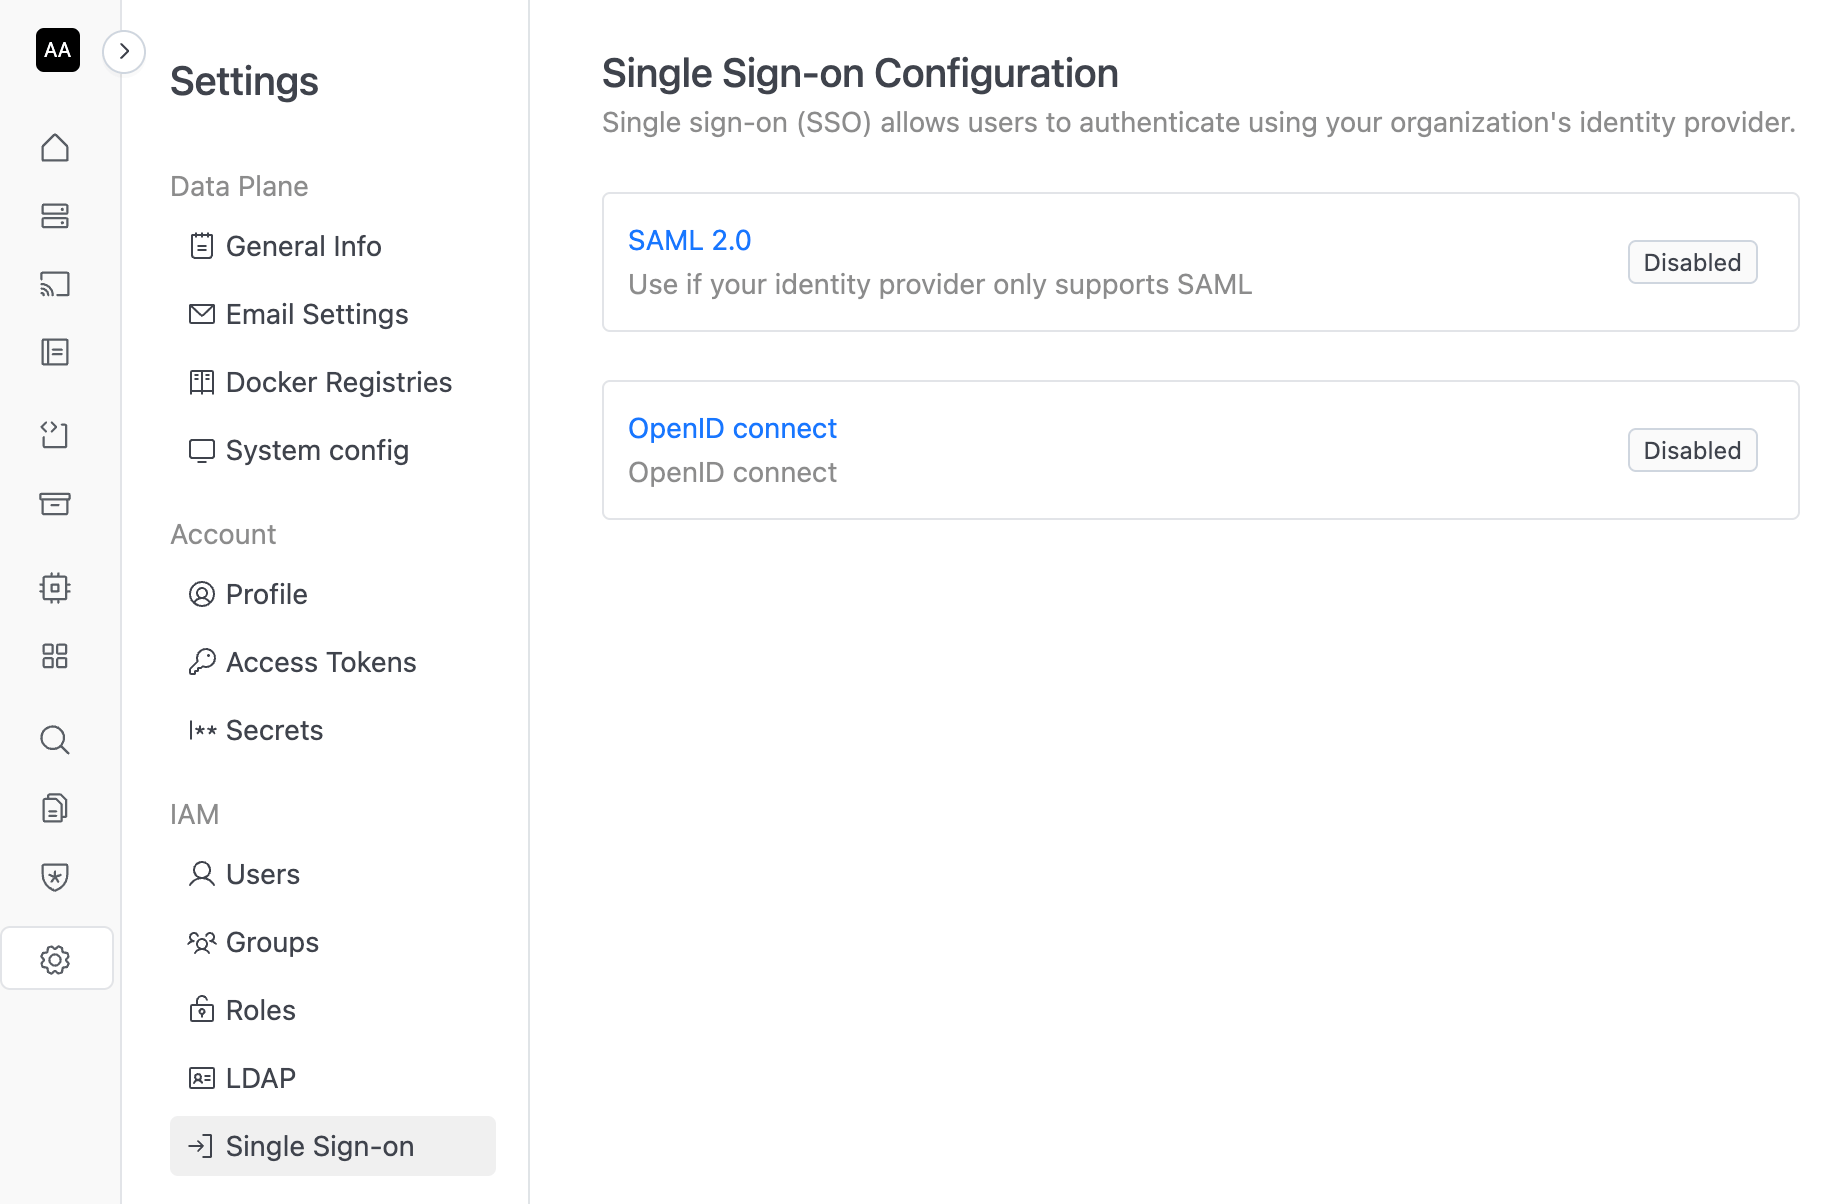 AA
Settings
Data Plane
General Info
Email Settings
Docker Registries
System config
Account
Profile
Access Tokens
Secrets
IAM
Users
Groups
Roles
LDAP
Single Sign-on
Single Sign-on Configuration
Single sign-on (SSO) allows users to authenticate using your organization's identity provider.
SAML 2.0
Use if your identity provider only supports SAML
Disabled
OpenID connect
OpenID connect
Disabled